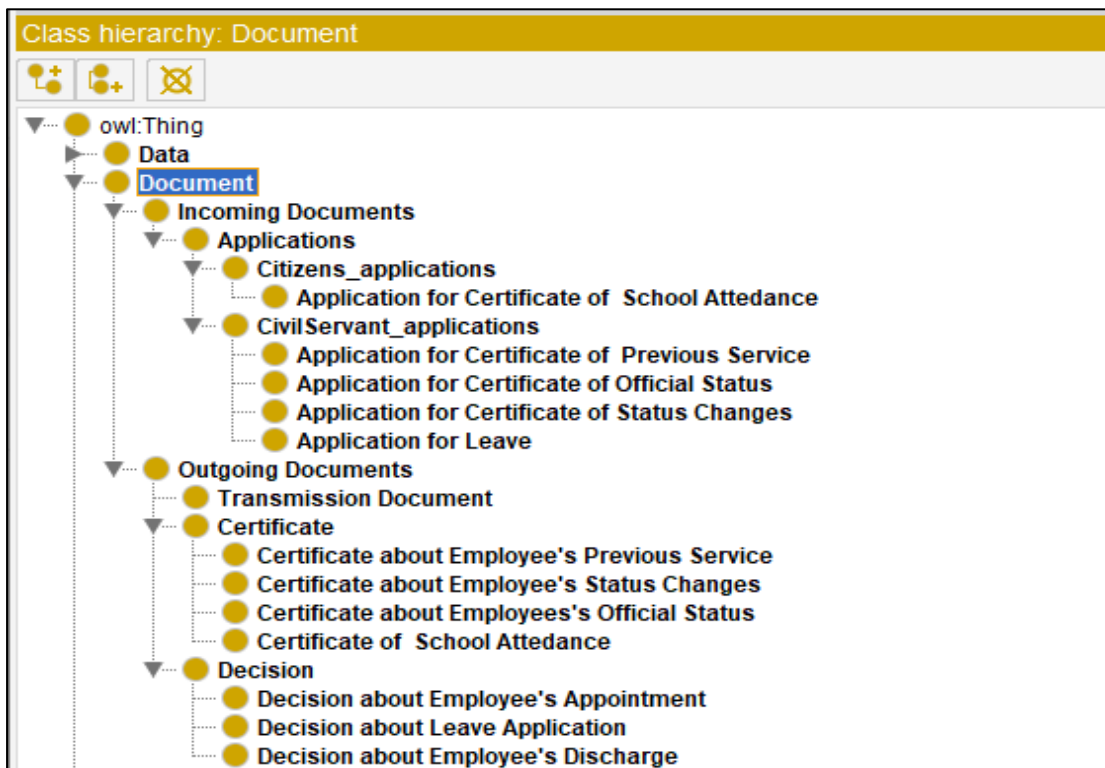 Class hierarchy: Document
owl:Thing
Data
Document
Incoming Documents
Applications
Citizens_applications
Application for Certificate of  School Attedance
CivilServant_applications
Application for Certificate of  Previous Service
Application for Certificate of Official Status
Application for Certificate of Status Changes
Application for Leave
Outgoing Documents
Transmission Document
Certificate
Certificate about Employee's Previous Service
Certificate about Employee's Status Changes
Certificate about Employees's Official Status
Certificate of  School Attedance
Decision
Decision about Employee's Appointment
Decision about Leave Application
Decision about Employee's Discharge